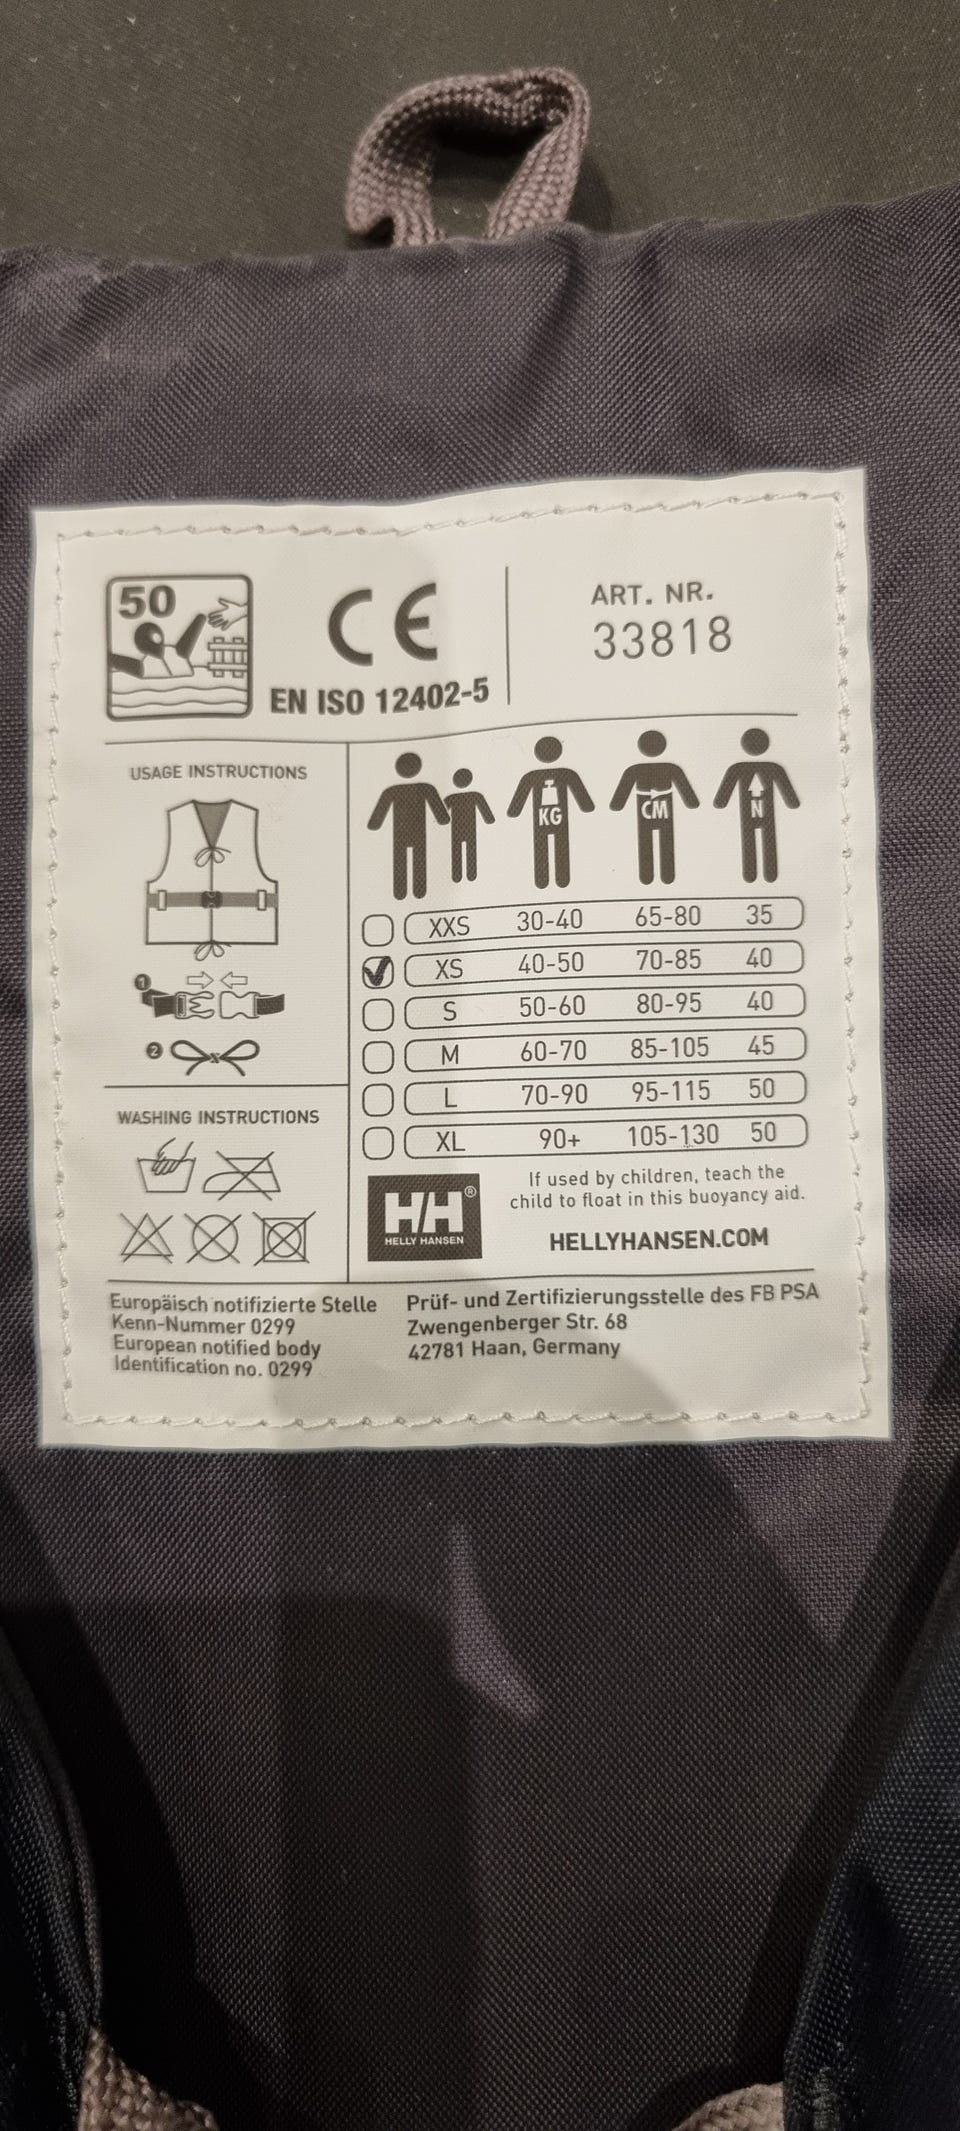 50
CE
EN ISO 12402-5
ART. NR.
33818
USAGE INSTRUCTIONS
1
2
WASHING INSTRUCTIONS
KG CM N
XXS 30-40 65-80 35
XS 40-50 70-85 40
S 50-60 80-95 40
M 60-70 85-105 45
L 70-90 95-115 50
XL 90+ 105-130 50
HH®
HELLY HANSEN
If used by children, teach the
child to float in this buoyancy aid.
HELLYHANSEN.COM
Europäisch notifizierte Stelle
Kenn-Nummer 0299
European notified body
Identification no. 0299
Prüf- und Zertifizierungsstelle des FB PSA
Zwengenberger Str. 68
42781 Haan, Germany